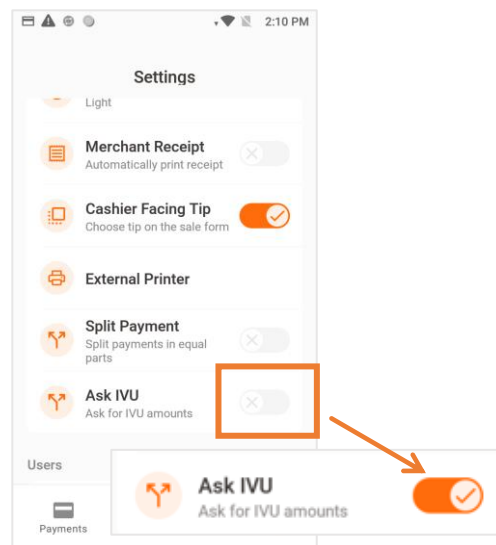 2:10 PM
Settings
Light
Merchant Receipt
Automatically print receipt
Cashier Facing Tip
Choose tip on the sale form
External Printer
Split Payment
Split payments in equal
parts
Ask IVU
Ask for IVU amounts
Users
Ask IVU
Ask for IVU amounts
Payments